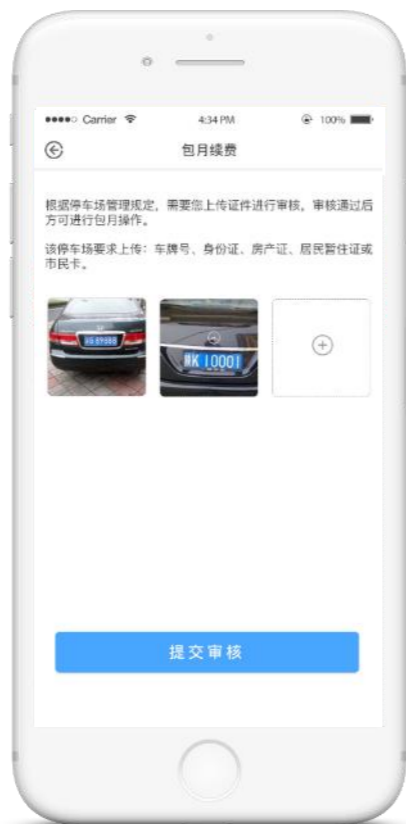 Carrier 4:34 PM 100%
包月续费
根据停车场管理规定，需要您上传证件进行审核，审核通过后
方可进行包月操作。
该停车场要求上传：车牌号、身份证、房产证、居民暂住证或
市民卡。
K 10001
提交审核